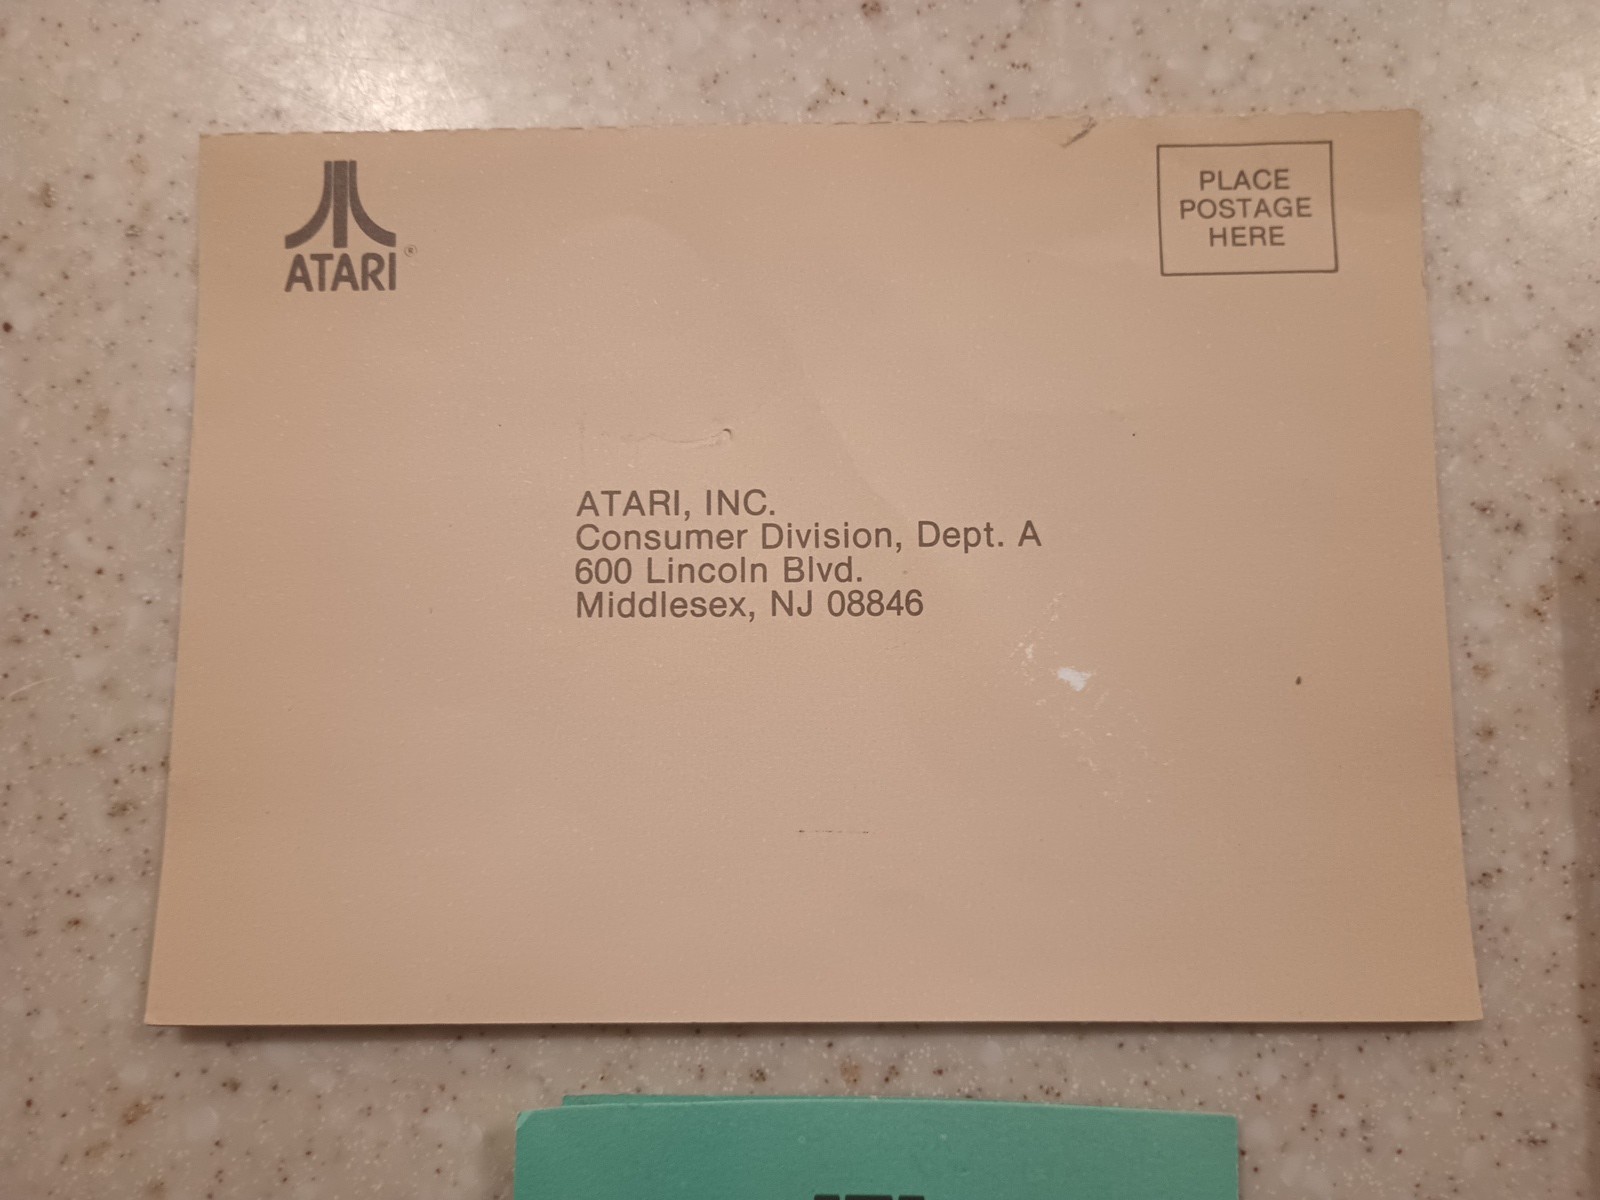 ATARI®
PLACE
POSTAGE
HERE
ATARI, INC.
Consumer Division, Dept. A
600 Lincoln Blvd.
Middlesex, NJ 08846